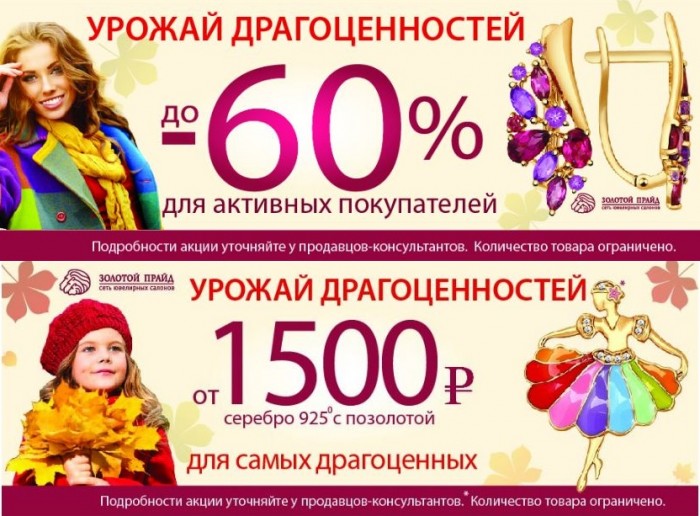 УРОЖАЙ ДРАГОЦЕННОСТЕЙ
до -60%
для активных покупателей
ЗОЛОТОЙ ПРАЙД
сеть ювелирных салонов
Подробности акции уточняйте у продавцов-консультантов. Количество товара ограничено.
ЗОЛОТОЙ ПРАЙД
сеть ювелирных салонов
УРОЖАЙ ДРАГОЦЕННОСТЕЙ
от 1500₽
серебро 925⁰ с позолотой
для самых драгоценных
Подробности акции уточняйте у продавцов-консультантов.* Количество товара ограничено.